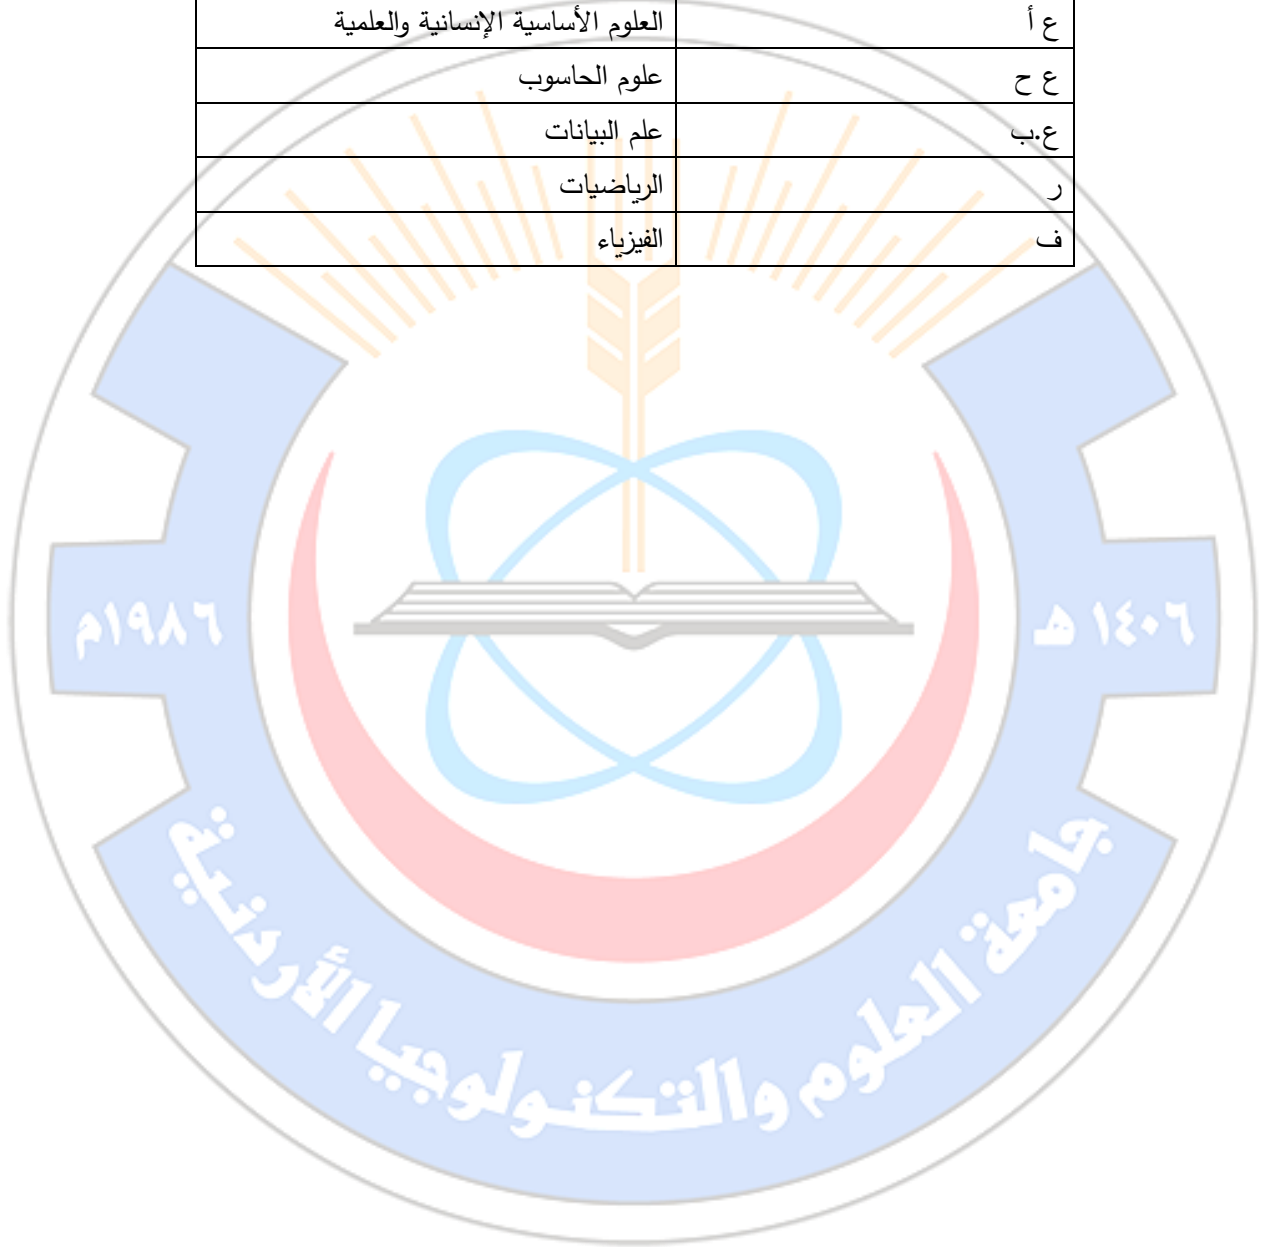 ع أ العلوم الأساسية الإنسانية والعلمية
ع ح علوم الحاسوب
ع.ب علم البيانات
ر الرياضيات
ف الفيزياء
١٤٠٦ هـ ١٩٨٦م
جامعة العلوم والتكنولوجيا الأردنية